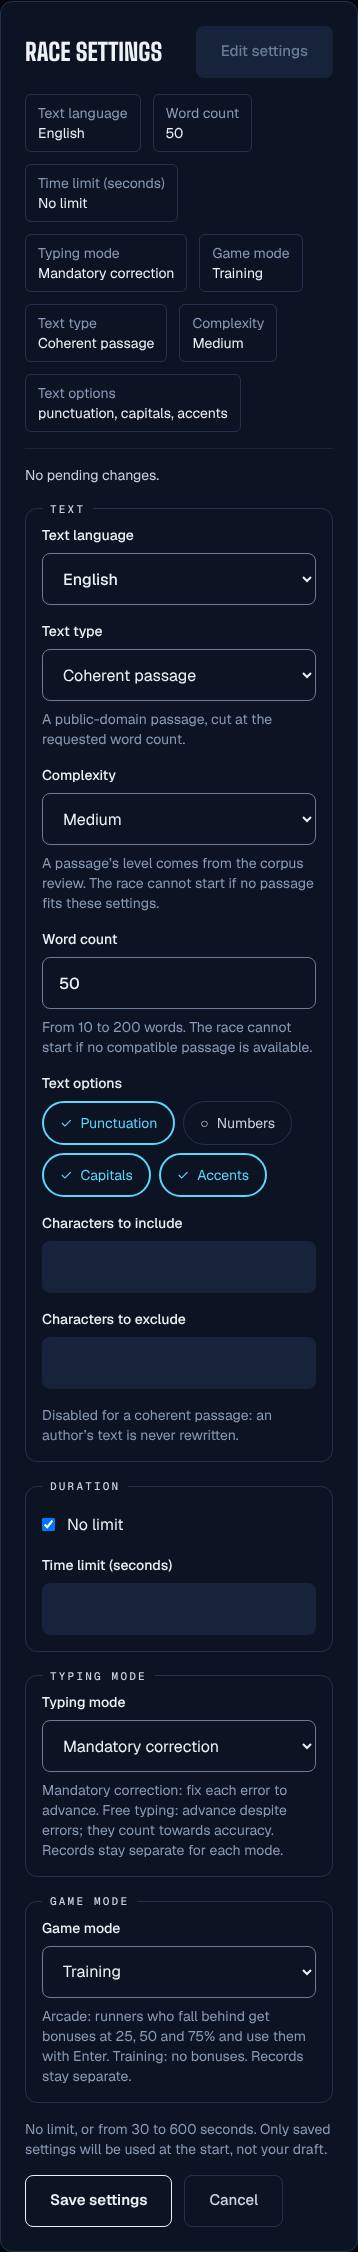 RACE SETTINGS
Edit settings
Text language
English
Word count
50
Time limit (seconds)
No limit
Typing mode
Mandatory correction
Game mode
Training
Text type
Coherent passage
Complexity
Medium
Text options
punctuation, capitals, accents
No pending changes.
TEXT
Text language
English
Text type
Coherent passage
A public-domain passage, cut at the
requested word count.
Complexity
Medium
A passage’s level comes from the corpus
review. The race cannot start if no passage
fits these settings.
Word count
50
From 10 to 200 words. The race cannot
start if no compatible passage is available.
Text options
✓ Punctuation
○ Numbers
✓ Capitals
✓ Accents
Characters to include
Characters to exclude
Disabled for a coherent passage: an
author’s text is never rewritten.
DURATION
No limit
Time limit (seconds)
TYPING MODE
Typing mode
Mandatory correction
Mandatory correction: fix each error to
advance. Free typing: advance despite
errors; they count towards accuracy.
Records stay separate for each mode.
GAME MODE
Game mode
Training
Arcade: runners who fall behind get
bonuses at 25, 50 and 75% and use them
with Enter. Training: no bonuses. Records
stay separate.
No limit, or from 30 to 600 seconds. Only saved
settings will be used at the start, not your draft.
Save settings
Cancel